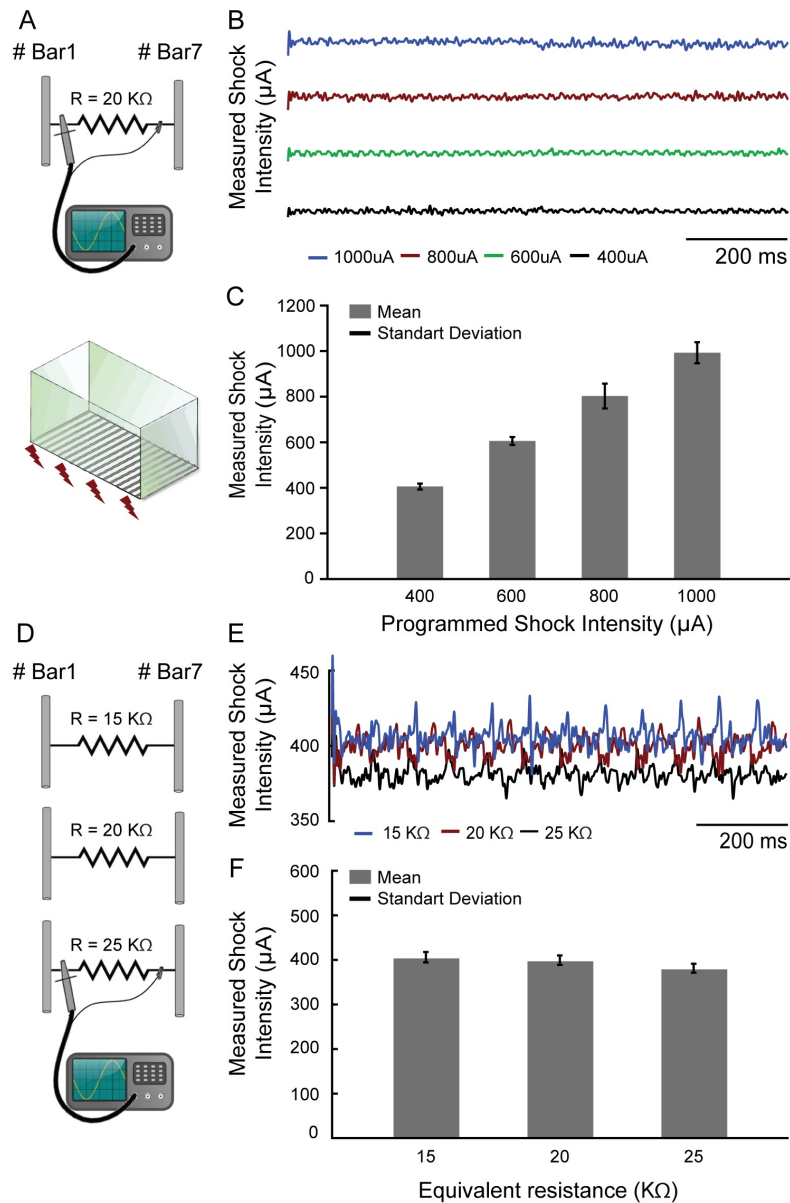 A
# Bar1 # Bar7
R = 20 KΩ
B
Measured Shock
Intensity (µA)
1000uA 800uA 600uA 400uA
200 ms
C
Measured Shock
Intensity (µA)
1200
1000
800
600
400
200
0
Mean
Standart Deviation
400 600 800 1000
Programmed Shock Intensity (µA)
D
# Bar1 # Bar7
R = 15 KΩ
R = 20 KΩ
R = 25 KΩ
E
Measured Shock
Intensity (µA)
450
400
350
15 KΩ 20 KΩ 25 KΩ
200 ms
F
Measured Shock
Intensity (µA)
600
500
400
300
200
100
0
Mean
Standart Deviation
15 20 25
Equivalent resistance (KΩ)